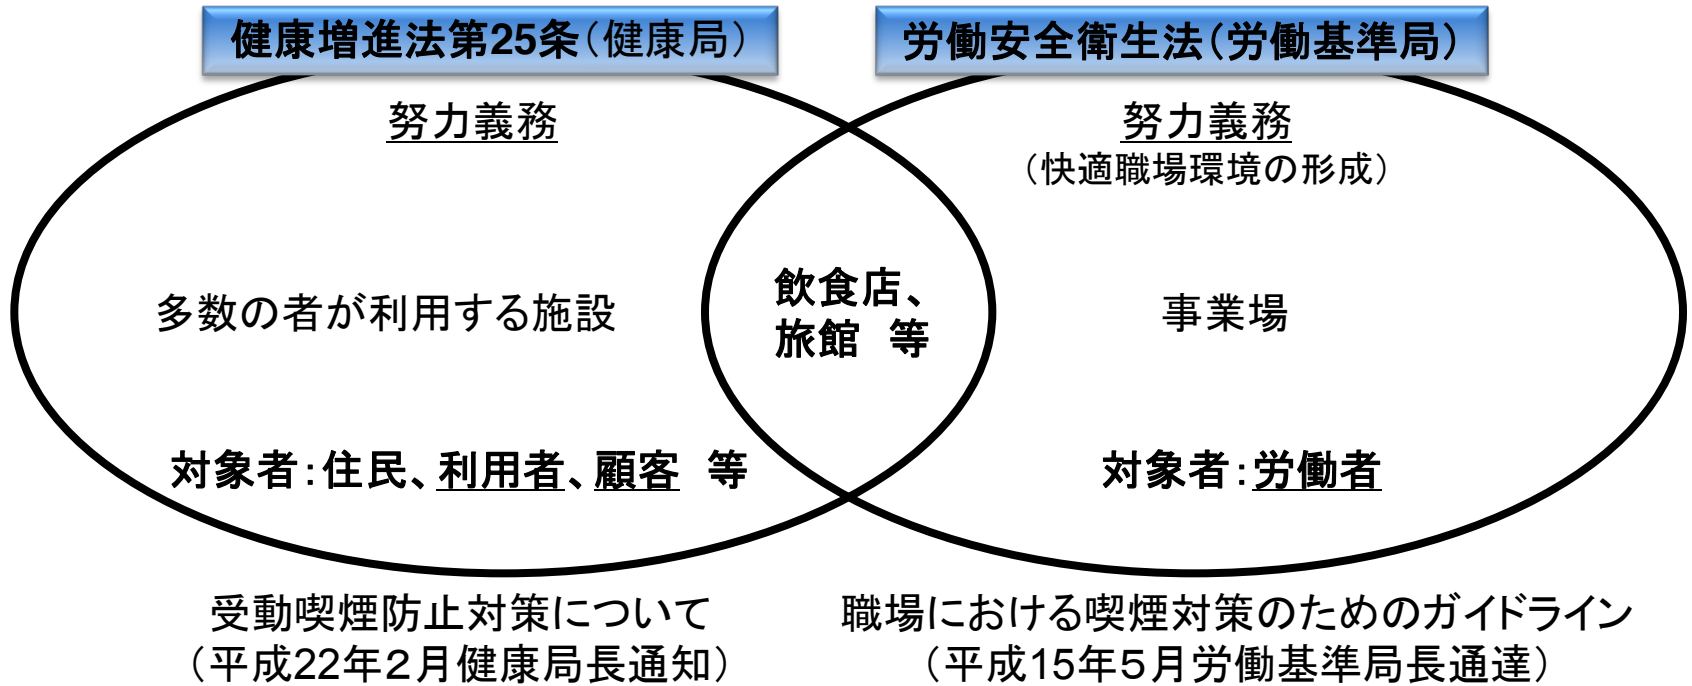 健康増進法第25条（健康局）
努力義務
多数の者が利用する施設
対象者：住民、利用者、顧客　等
飲食店、
旅館　等
労働安全衛生法（労働基準局）
努力義務
（快適職場環境の形成）
事業場
対象者：労働者
受動喫煙防止対策について
（平成22年２月健康局長通知）
職場における喫煙対策のためのガイドライン
（平成15年５月労働基準局長通達）